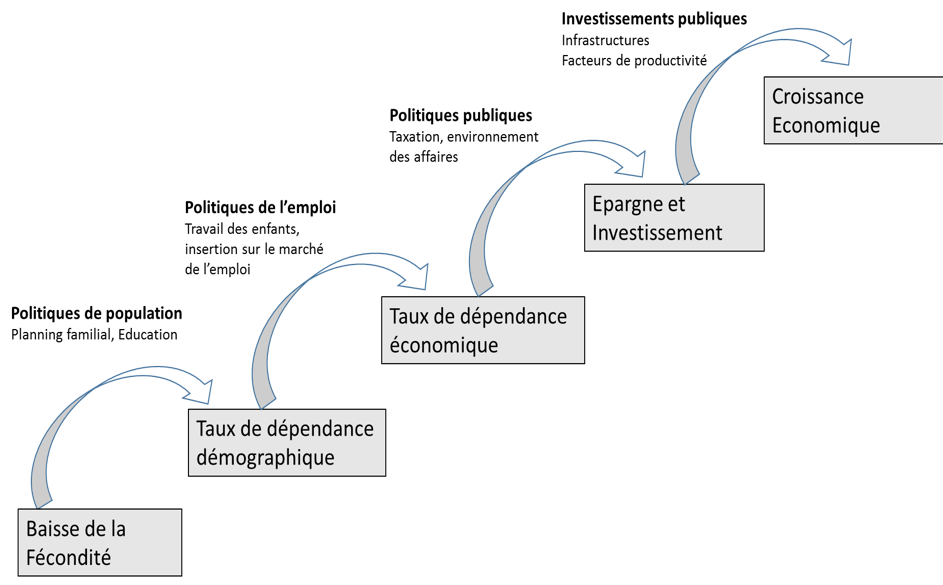 Investissements publiques
Infrastructures
Facteurs de productivité
Croissance
Economique
Politiques publiques
Taxation, environnement
des affaires
Epargne et
Investissement
Politiques de l’emploi
Travail des enfants,
insertion sur le marché
de l’emploi
Taux de dépendance
économique
Politiques de population
Planning familial, Education
Taux de dépendance
démographique
Baisse de la
Fécondité